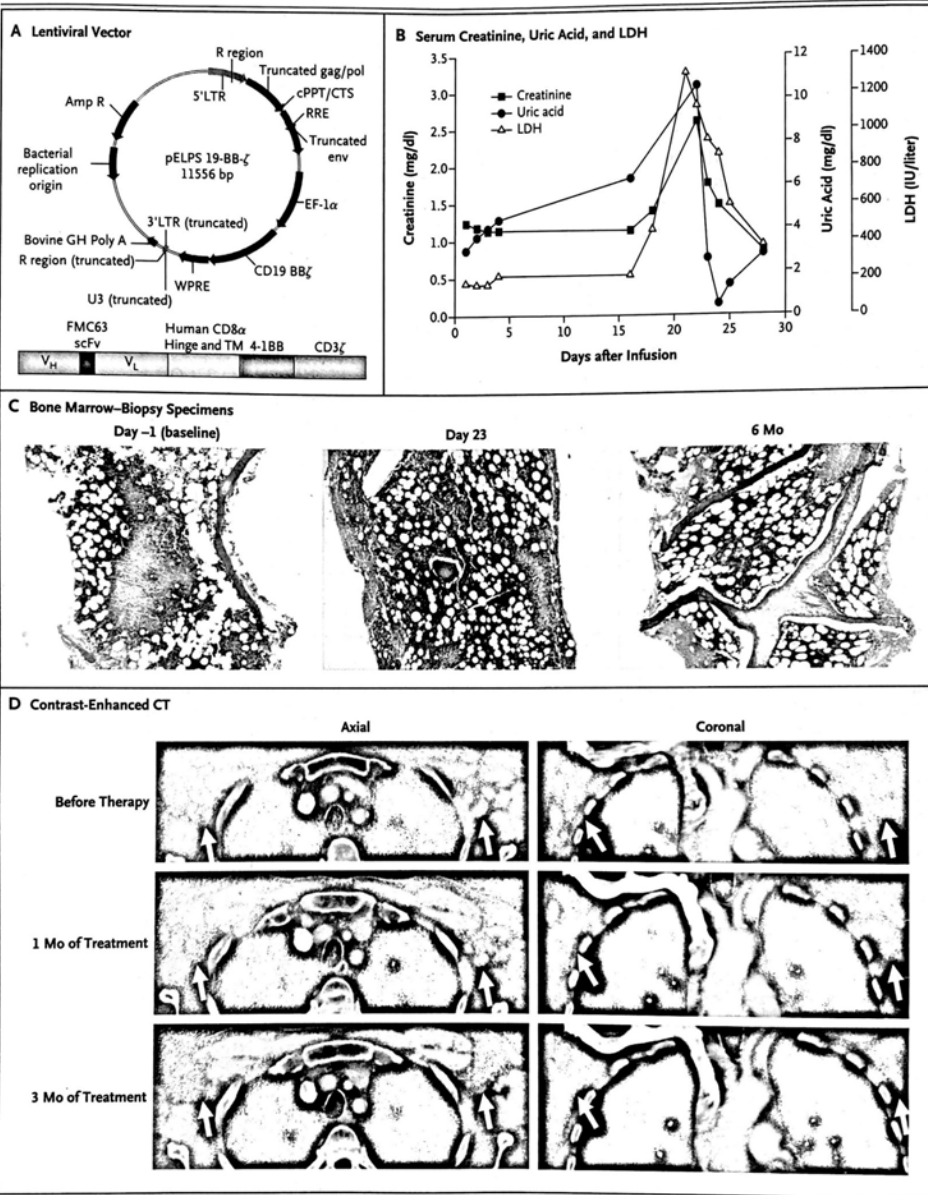 A Lentiviral Vector
R region
Truncated gag/pol
5'LTR
cPPT/CTS
RRE
Truncated
env
Amp R
Bacterial
replication
origin
pELPS 19-BB-ζ
11556 bp
EF-1α
3'LTR (truncated)
Bovine GH Poly A
R region (truncated)
U3 (truncated)
WPRE
CD19 BBζ
FMC63
scFv
Human CD8α
Hinge and TM
4-1BB
CD3ζ
VH
VL
B Serum Creatinine, Uric Acid, and LDH
Creatinine
Uric acid
LDH
Creatinine (mg/dl)
3.5
3.0
2.5
2.0
1.5
1.0
0.5
0.0
0
5
10
15
20
25
30
Days after Infusion
12
10
8
6
4
2
0
Uric Acid (mg/dl)
1400
1200
1000
800
600
400
200
0
LDH (IU/liter)
C Bone Marrow–Biopsy Specimens
Day –1 (baseline)
Day 23
6 Mo
D Contrast-Enhanced CT
Axial
Coronal
Before Therapy
1 Mo of Treatment
3 Mo of Treatment